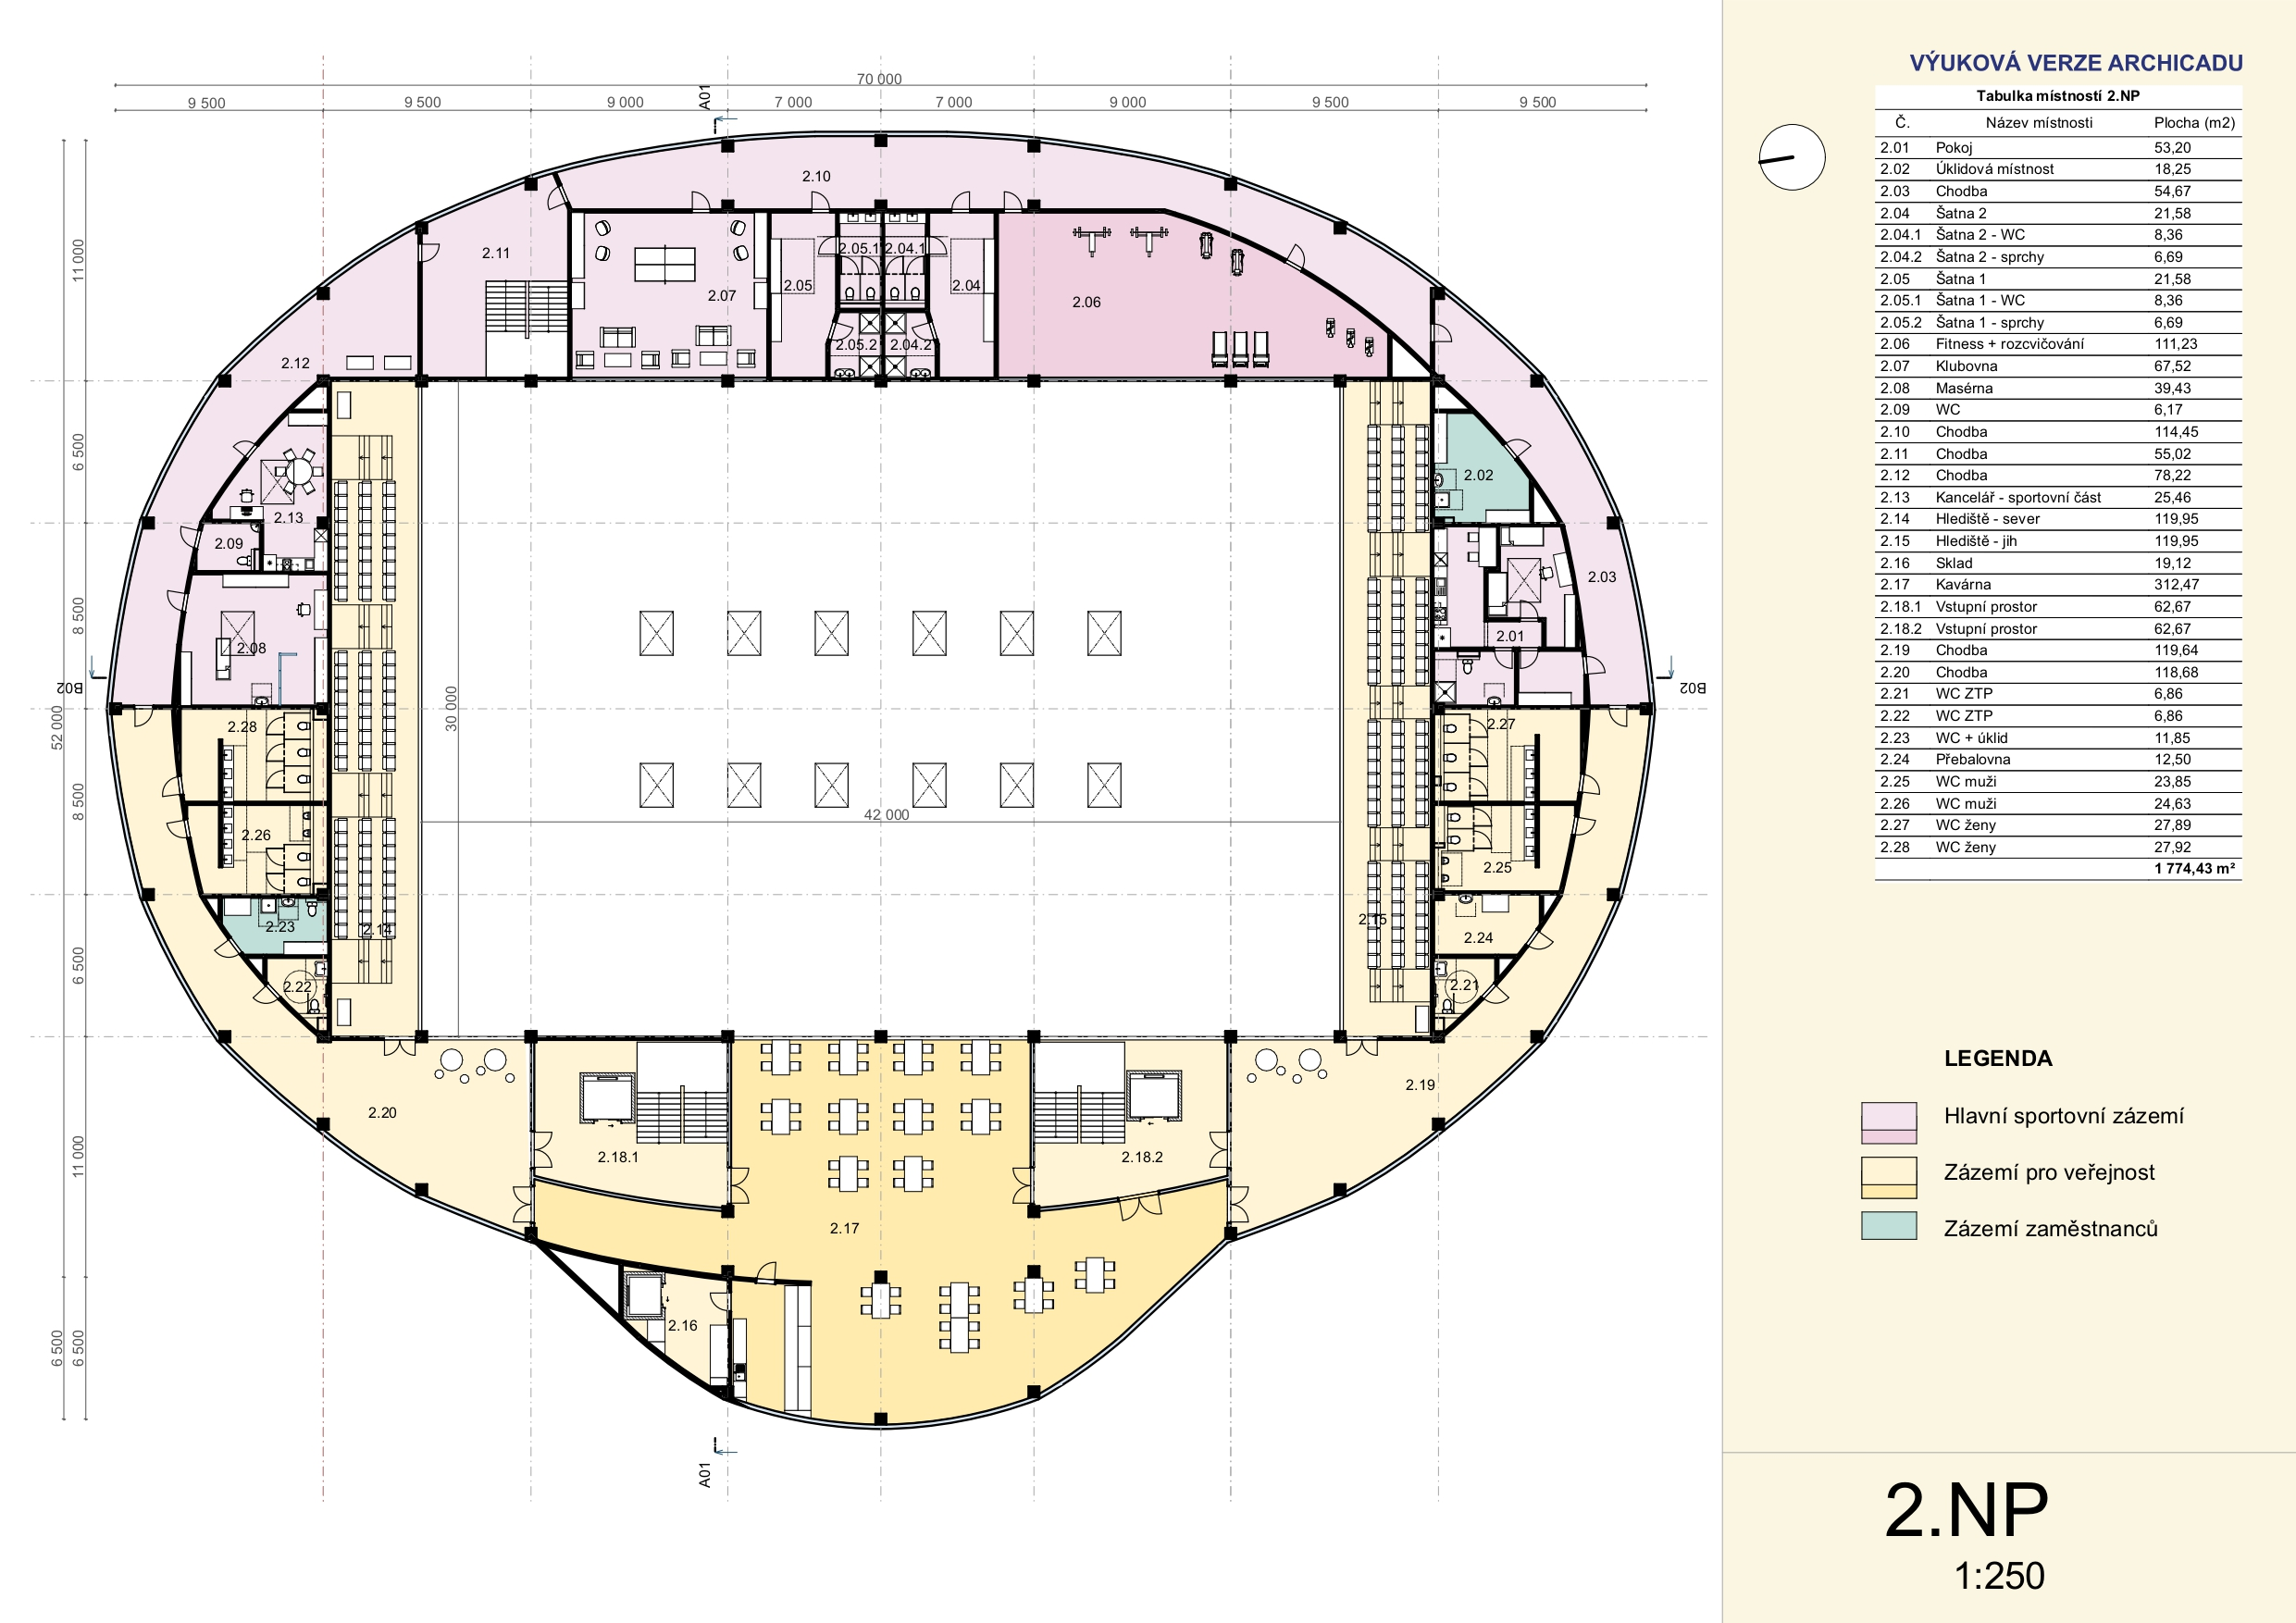 VÝUKOVÁ VERZE ARCHICADU
Tabulka místností 2.NP
Č. Název místnosti Plocha (m2)
2.01 Pokoj 53,20
2.02 Úklidová místnost 18,25
2.03 Chodba 54,67
2.04 Šatna 2 21,58
2.04.1 Šatna 2 - WC 8,36
2.04.2 Šatna 2 - sprchy 6,69
2.05 Šatna 1 21,58
2.05.1 Šatna 1 - WC 8,36
2.05.2 Šatna 1 - sprchy 6,69
2.06 Fitness + rozcvičování 111,23
2.07 Klubovna 67,52
2.08 Masérna 39,43
2.09 WC 6,17
2.10 Chodba 114,45
2.11 Chodba 55,02
2.12 Chodba 78,22
2.13 Kancelář - sportovní část 25,46
2.14 Hlediště - sever 119,95
2.15 Hlediště - jih 119,95
2.16 Sklad 19,12
2.17 Kavárna 312,47
2.18.1 Vstupní prostor 62,67
2.18.2 Vstupní prostor 62,67
2.19 Chodba 119,64
2.20 Chodba 118,68
2.21 WC ZTP 6,86
2.22 WC ZTP 6,86
2.23 WC + úklid 11,85
2.24 Přebalovna 12,50
2.25 WC muži 23,85
2.26 WC muži 24,63
2.27 WC ženy 27,89
2.28 WC ženy 27,92
1 774,43 m²
LEGENDA
Hlavní sportovní zázemí
Zázemí pro veřejnost
Zázemí zaměstnanců
2.NP
1:250
70 000
9 500 9 500 9 000 7 000 7 000 9 000 9 500 9 500
A01
11 000
6 500
8 500
52 000
8 500
6 500
11 000
6 500
6 500
B02
B02
A01
2.10
2.11
2.07
2.05
2.05.1
2.04.1
2.04
2.06
2.05.2
2.04.2
2.12
2.13
2.09
2.08
2.02
2.03
2.01
30 000
42 000
2.28
2.27
2.26
2.25
2.23
2.14
2.15
2.24
2.22
2.21
2.20
2.18.1
2.18.2
2.19
2.17
2.16